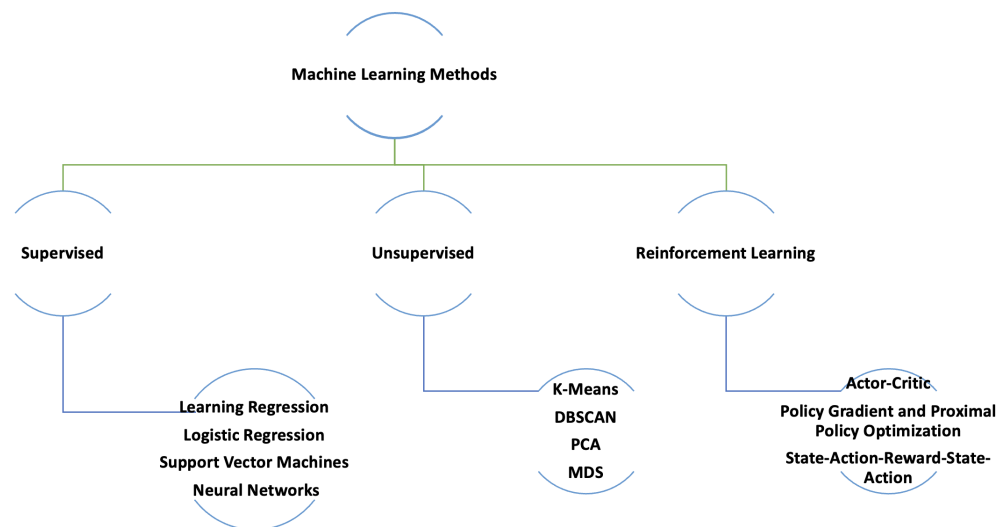 Machine Learning Methods
Supervised
Unsupervised
Reinforcement Learning
Learning Regression
Logistic Regression
Support Vector Machines
Neural Networks
K-Means
DBSCAN
PCA
MDS
Actor-Critic
Policy Gradient and Proximal
Policy Optimization
State-Action-Reward-State-
Action